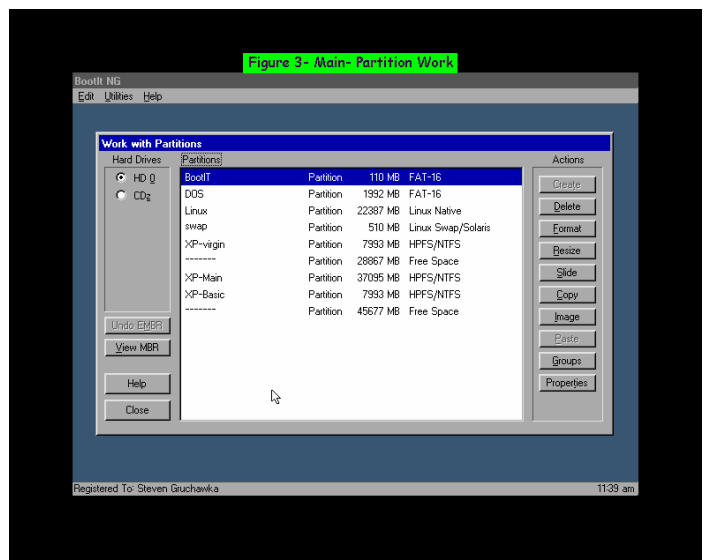 Figure 3- Main- Partition Work
BootIt NG
Edit Utilities Help
Work with Partitions
Hard Drives Partitions Actions
HD 0
CDz
BootIT Partition 110 MB FAT-16
DOS Partition 1992 MB FAT-16
Linux Partition 22387 MB Linux Native
swap Partition 510 MB Linux Swap/Solaris
XP-virgin Partition 7993 MB HPFS/NTFS
------- Partition 28867 MB Free Space
XP-Main Partition 37095 MB HPFS/NTFS
XP-Basic Partition 7993 MB HPFS/NTFS
------- Partition 45677 MB Free Space
Create
Delete
Format
Resize
Slide
Copy
Image
Paste
Groups
Properties
Undo EMBR
View MBR
Help
Close
Registered To: Steven Gruchawka 11:39 am